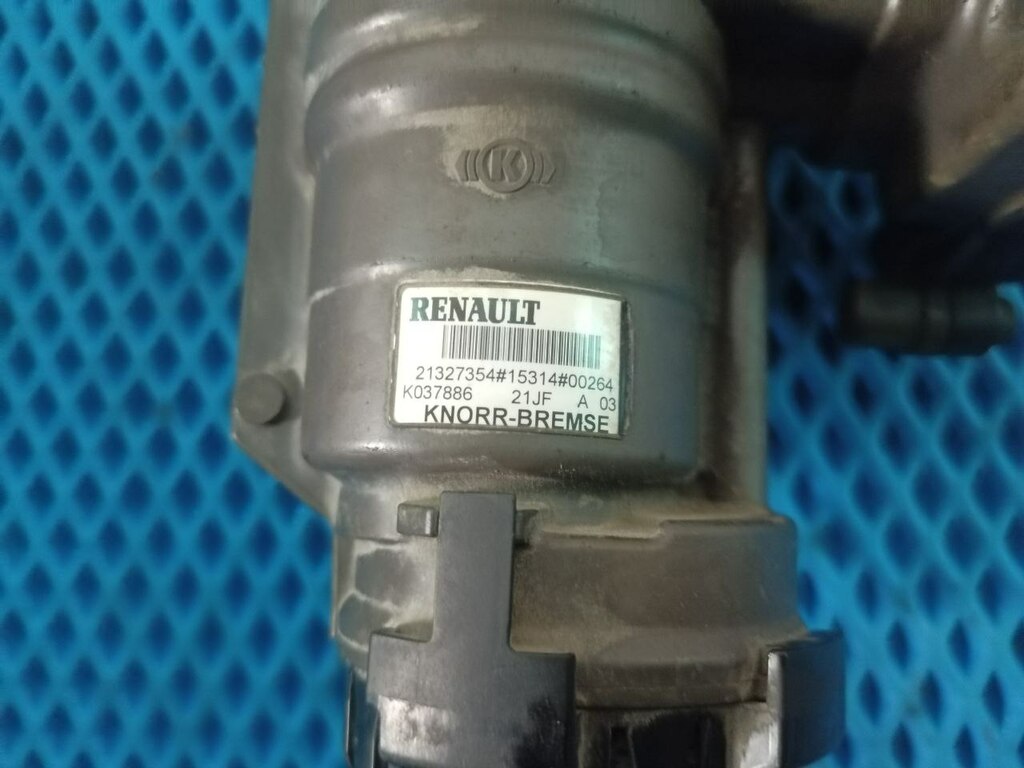 K
RENAULT
21327354#15314#00264
K037886 21JF A 03
KNORR-BREMSE